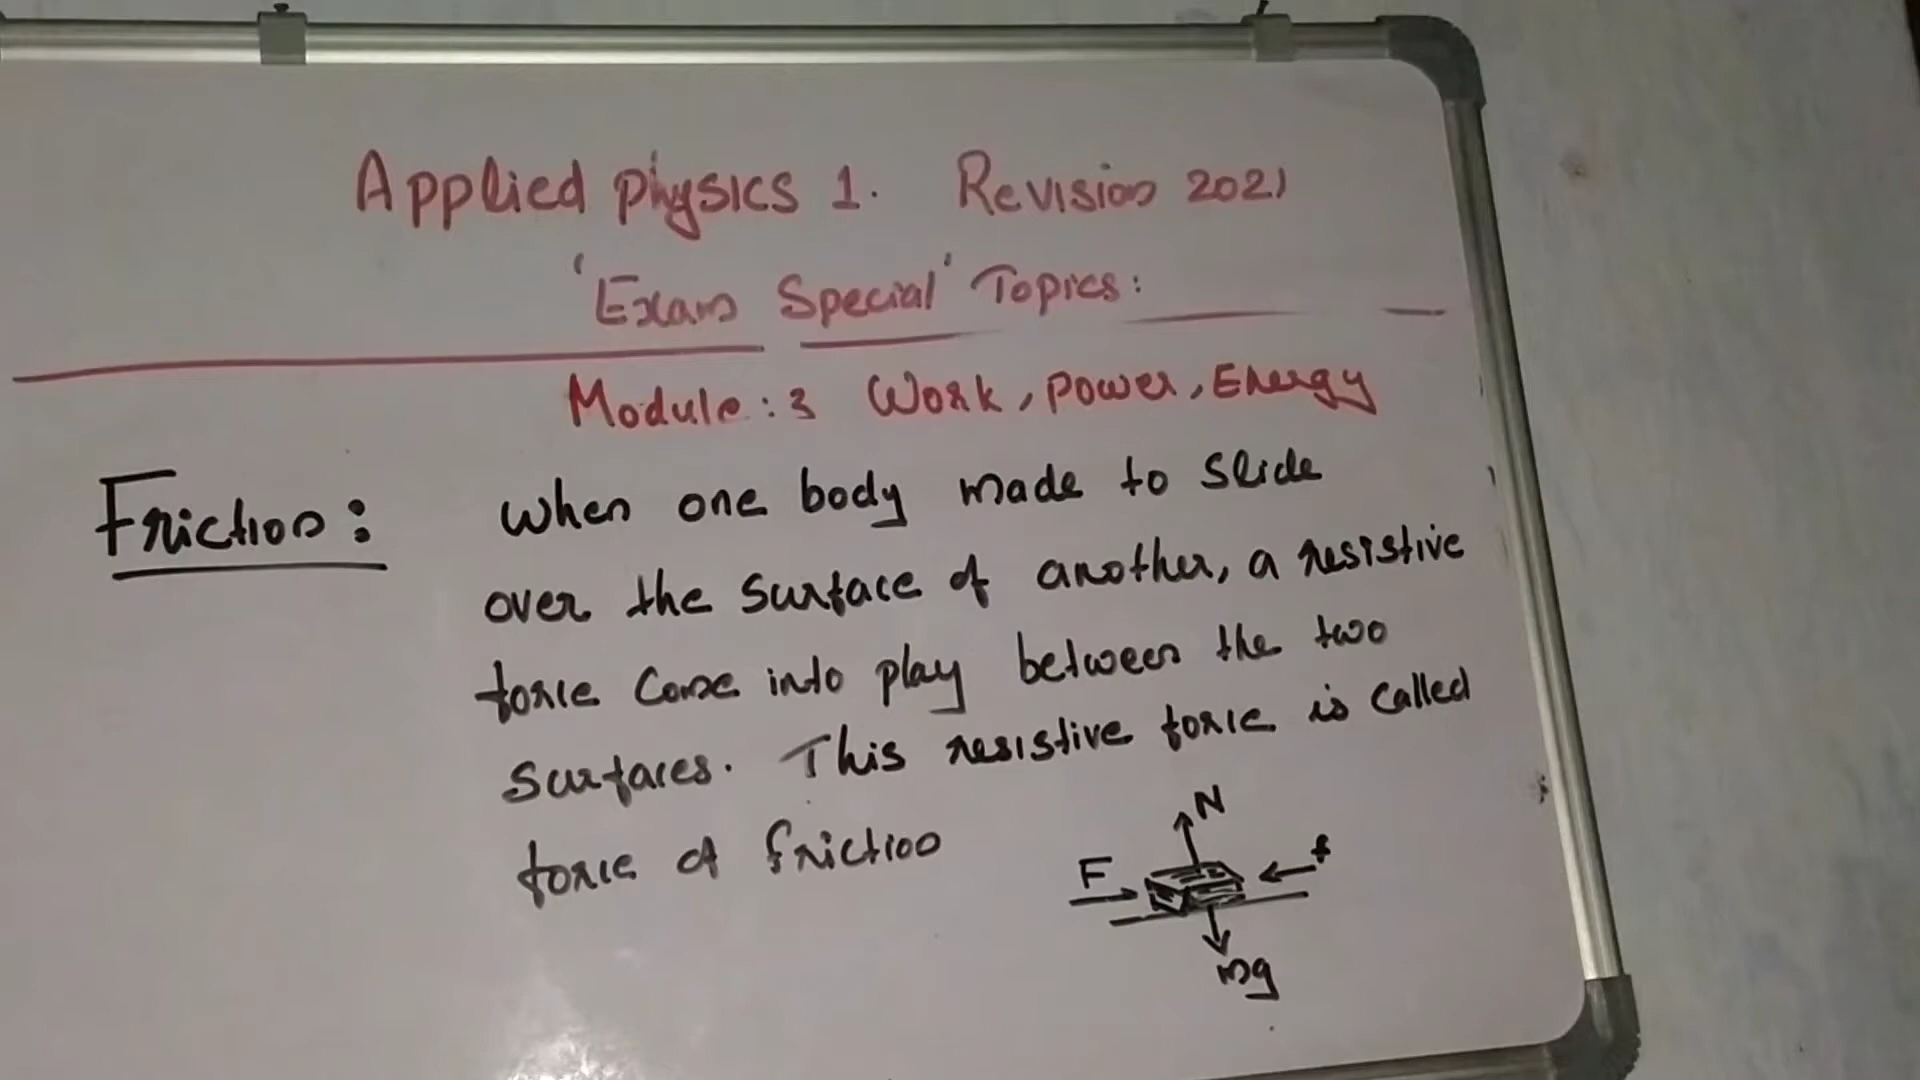 Applied Physics 1. Revision 2021
'Exam Special' Topics:
Module: 3 Work, Power, Energy
Friction: When one body made to slide
over the surface of another, a resistive
force come into play between the two
surfaces. This resistive force is called
force of friction
N
F
f
mg